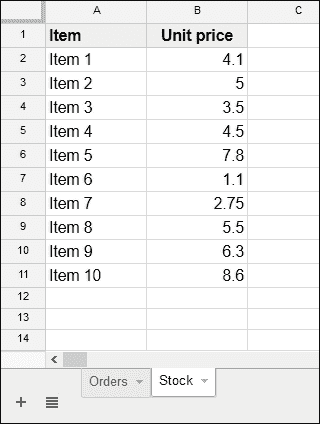 A B C
1 Item Unit price
2 Item 1 4.1
3 Item 2 5
4 Item 3 3.5
5 Item 4 4.5
6 Item 5 7.8
7 Item 6 1.1
8 Item 7 2.75
9 Item 8 5.5
10 Item 9 6.3
11 Item 10 8.6
12
13
14
Orders Stock